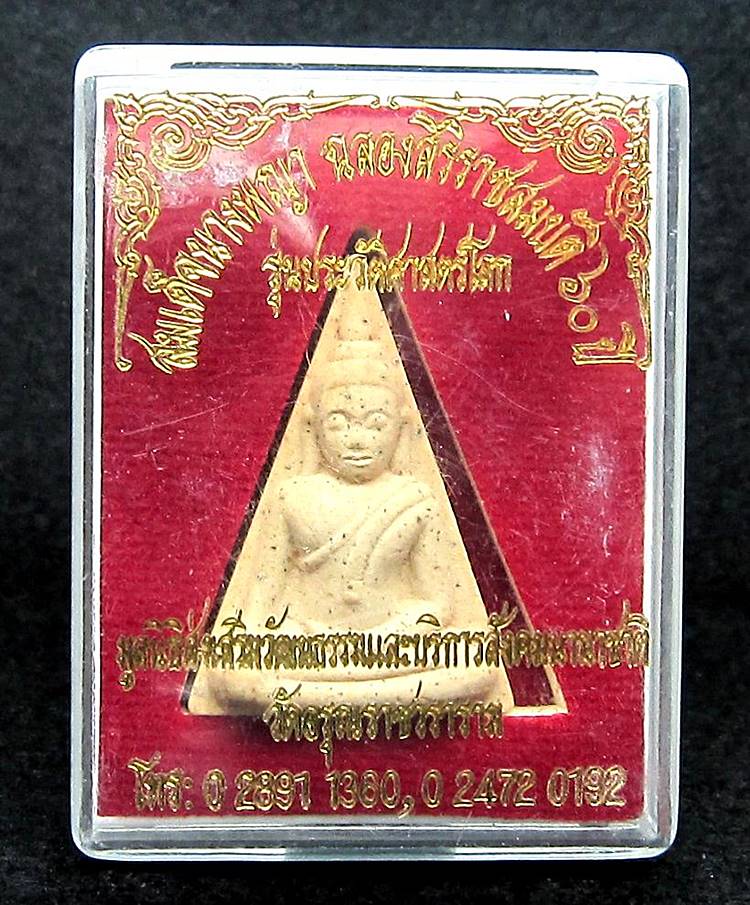 สมเด็จนางพญา ฉลองสิริราชสมบัติ ๖๐ ปี
รุ่นประวัติศาสตร์โลก
มูลนิธิส่งเสริมวัฒนธรรมและบริการสังคมนานาชาติ
วัดอรุณราชวราราม
โทร: 0 2891 1360, 0 2472 0192